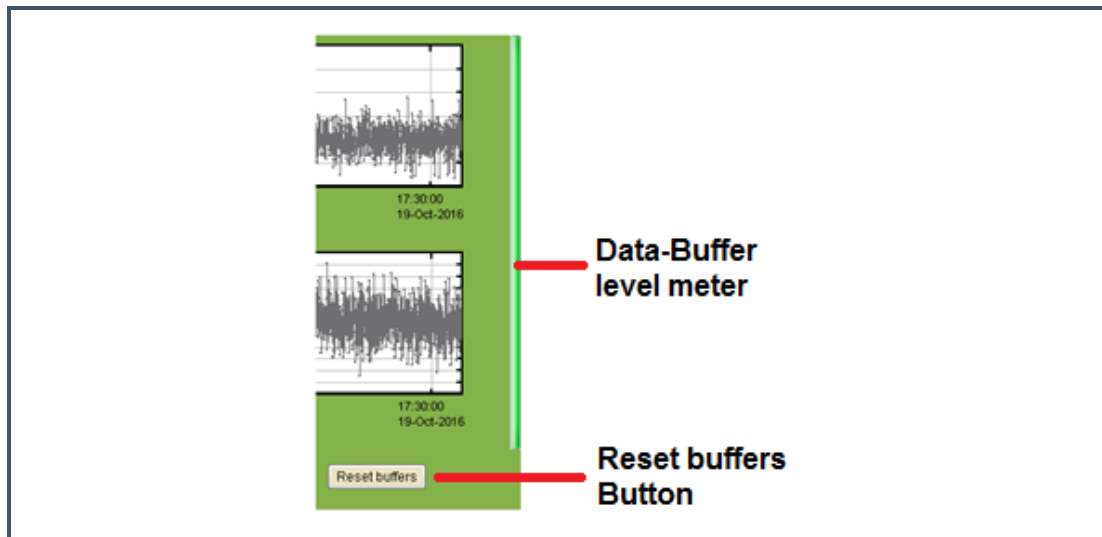 17:30:00
19-Oct-2016
Data-Buffer
level meter
17:30:00
19-Oct-2016
Reset buffers
Reset buffers
Button